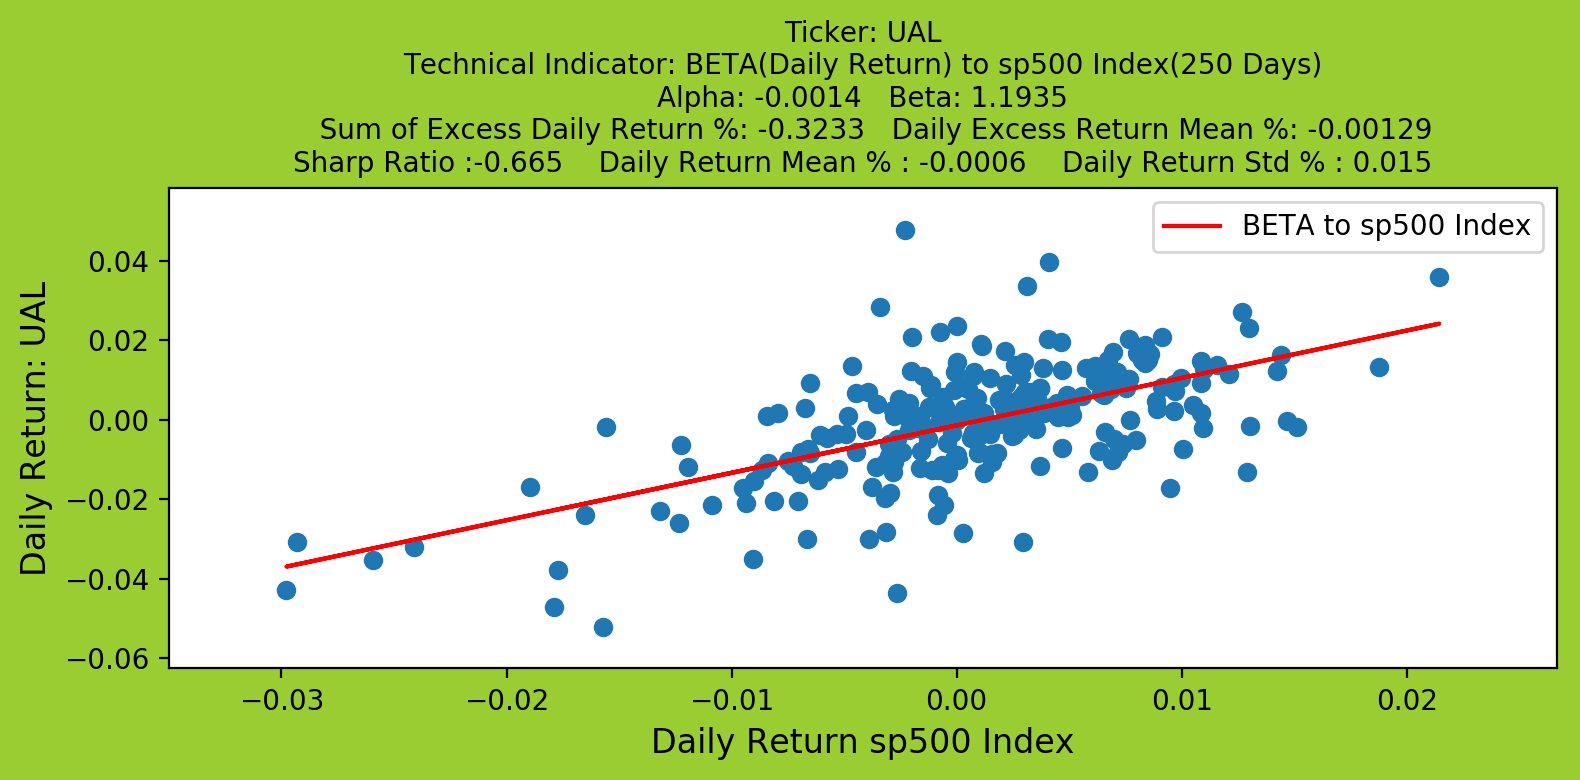 Ticker: UAL
Technical Indicator: BETA(Daily Return) to sp500 Index(250 Days)
Alpha: -0.0014   Beta: 1.1935
Sum of Excess Daily Return %: -0.3233   Daily Excess Return Mean %: -0.00129
Sharp Ratio :-0.665    Daily Return Mean % : -0.0006    Daily Return Std % : 0.015
BETA to sp500 Index
Daily Return: UAL
0.04
0.02
0.00
−0.02
−0.04
−0.06
−0.03 −0.02 −0.01 0.00 0.01 0.02
Daily Return sp500 Index